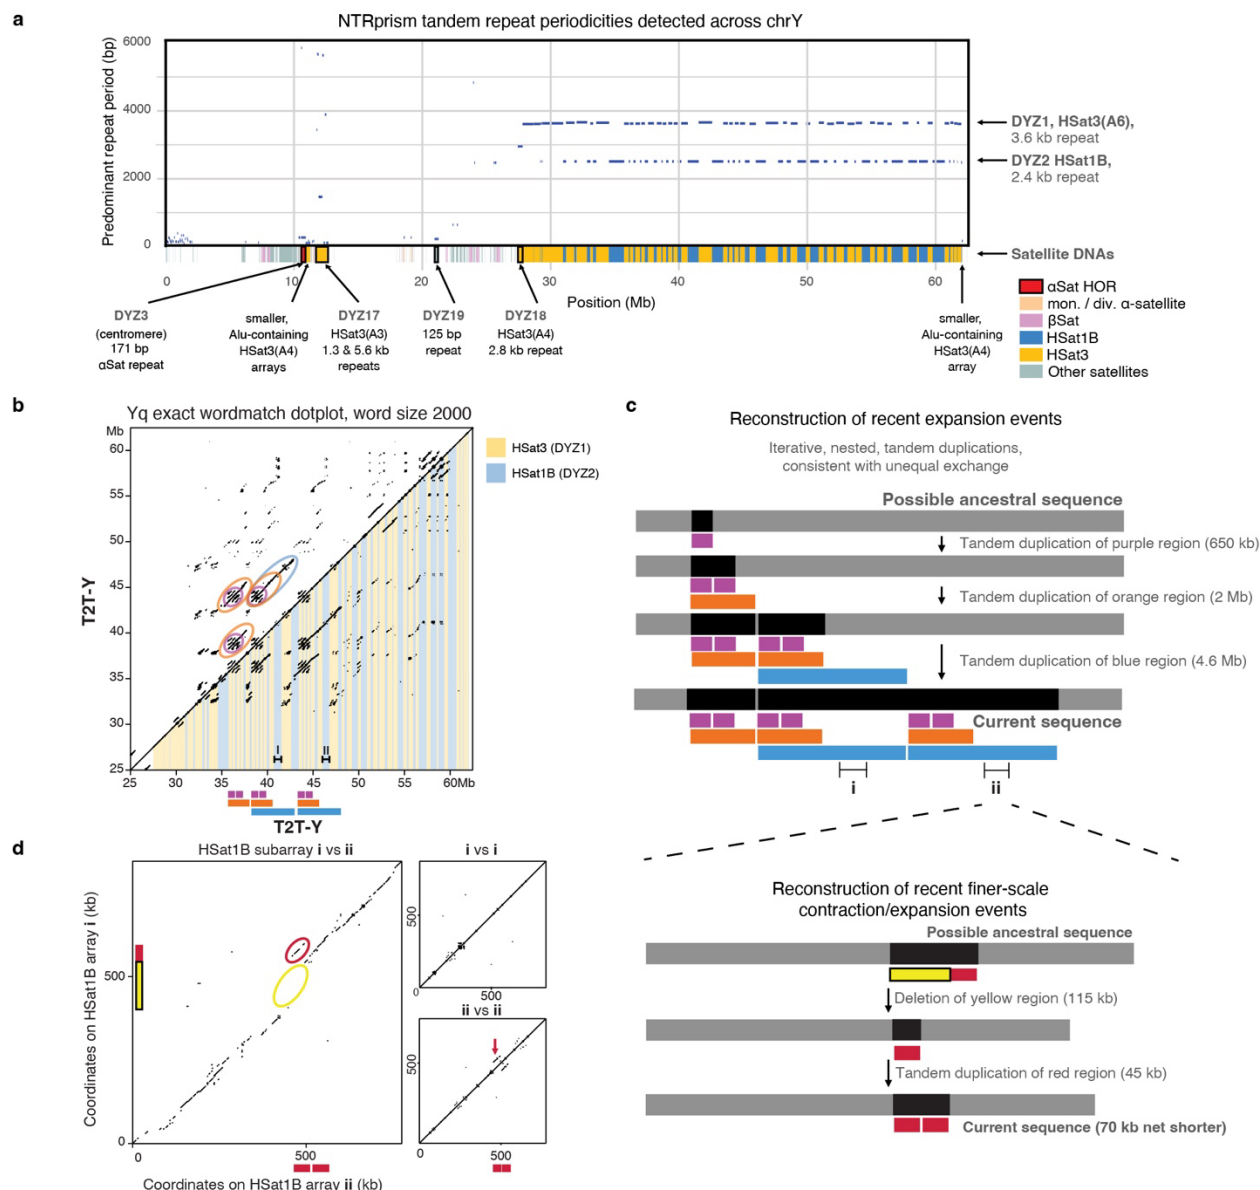 a
NTRprism tandem repeat periodicities detected across chrY
Predominant repeat period (bp)
6000
4000
2000
0
DYZ1, HSat3(A6),
3.6 kb repeat
DYZ2 HSat1B,
2.4 kb repeat
Satellite DNAs
0 10 20 30 40 50 60
Position (Mb)
DYZ3
(centromere)
171 bp
αSat repeat
smaller,
Alu-containing
HSat3(A4)
arrays
DYZ17
HSat3(A3)
1.3 & 5.6 kb
repeats
DYZ19
125 bp
repeat
DYZ18
HSat3(A4)
2.8 kb repeat
smaller,
Alu-containing
HSat3(A4)
array
αSat HOR
mon. / div. α-satellite
βSat
HSat1B
HSat3
Other satellites
b
Yq exact wordmatch dotplot, word size 2000
Mb
60
55
50
45
40
35
30
25
T2T-Y
HSat3 (DYZ1)
HSat1B (DYZ2)
I II
25 30 35 40 45 50 55 60Mb
T2T-Y
c
Reconstruction of recent expansion events
Iterative, nested, tandem duplications,
consistent with unequal exchange
Possible ancestral sequence
Tandem duplication of purple region (650 kb)
Tandem duplication of orange region (2 Mb)
Tandem duplication of blue region (4.6 Mb)
Current sequence
i ii
Reconstruction of recent finer-scale
contraction/expansion events
Possible ancestral sequence
Deletion of yellow region (115 kb)
Tandem duplication of red region (45 kb)
Current sequence (70 kb net shorter)
d
HSat1B subarray i vs ii
Coordinates on HSat1B array i (kb)
500
0
0 500
Coordinates on HSat1B array ii (kb)
i vs i
500
0
500
ii vs ii
500
500